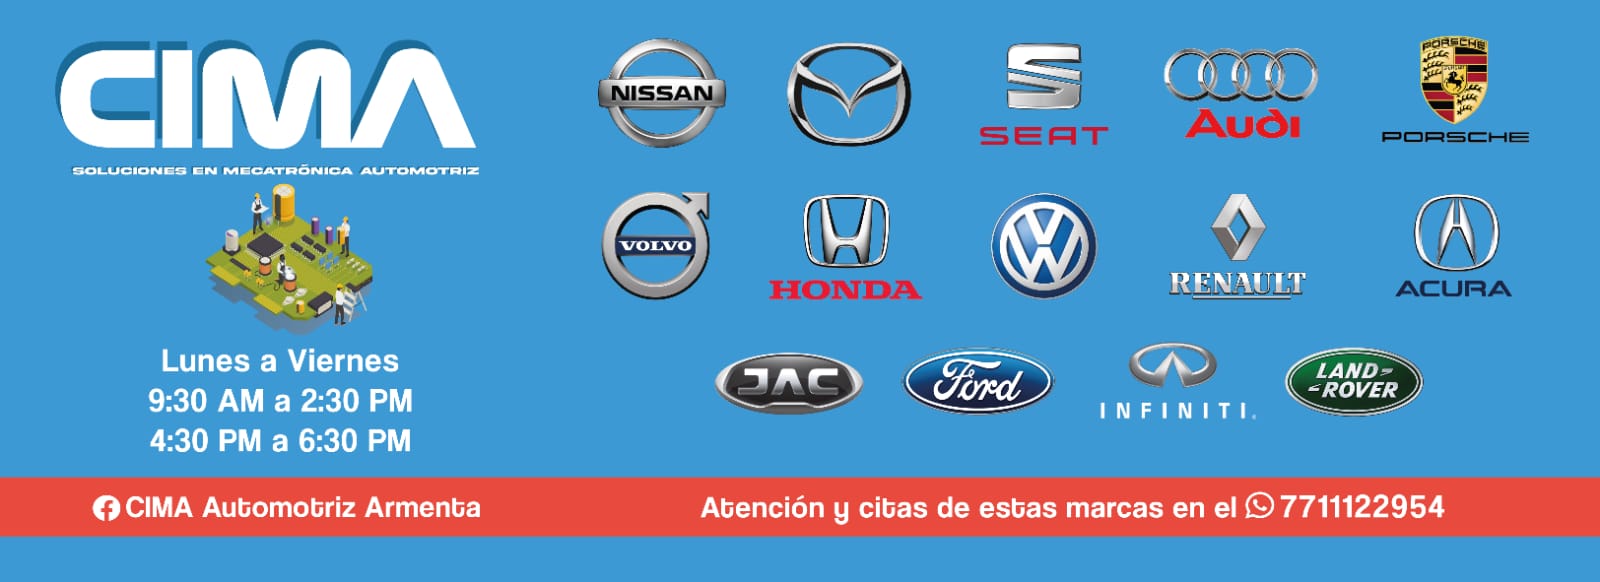 CIMA
SOLUCIONES EN MECATRÓNICA AUTOMOTRIZ
Lunes a Viernes
9:30 AM a 2:30 PM
4:30 PM a 6:30 PM
NISSAN
SEAT
Audi
PORSCHE
PORSCHE
VOLVO
HONDA
RENAULT
ACURA
JAC
Ford
INFINITI®
LAND-
ROVER
CIMA Automotriz Armenta
Atención y citas de estas marcas en el 7711122954